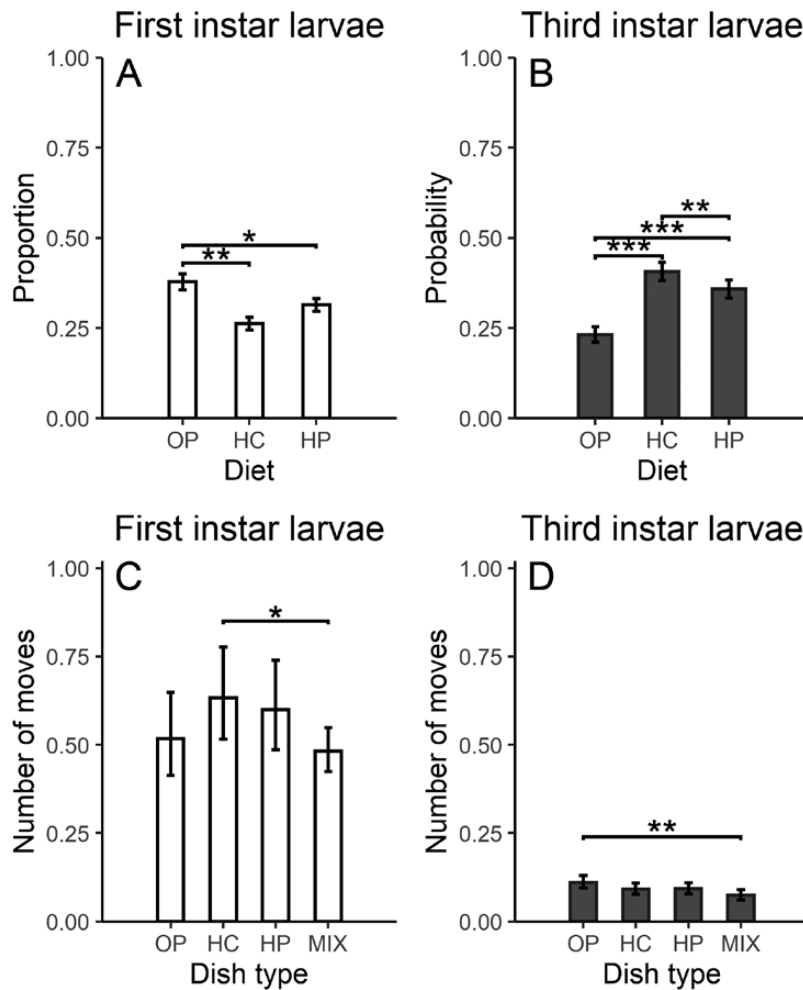 First instar larvae
A
Proportion
1.00
0.75
0.50
0.25
0.00
*
**
OP HC HP
Diet
Third instar larvae
B
Probability
1.00
0.75
0.50
0.25
0.00
**
***
***
OP HC HP
Diet
First instar larvae
C
Number of moves
1.00
0.75
0.50
0.25
0.00
*
OP HC HP MIX
Dish type
Third instar larvae
D
Number of moves
1.00
0.75
0.50
0.25
0.00
**
OP HC HP MIX
Dish type